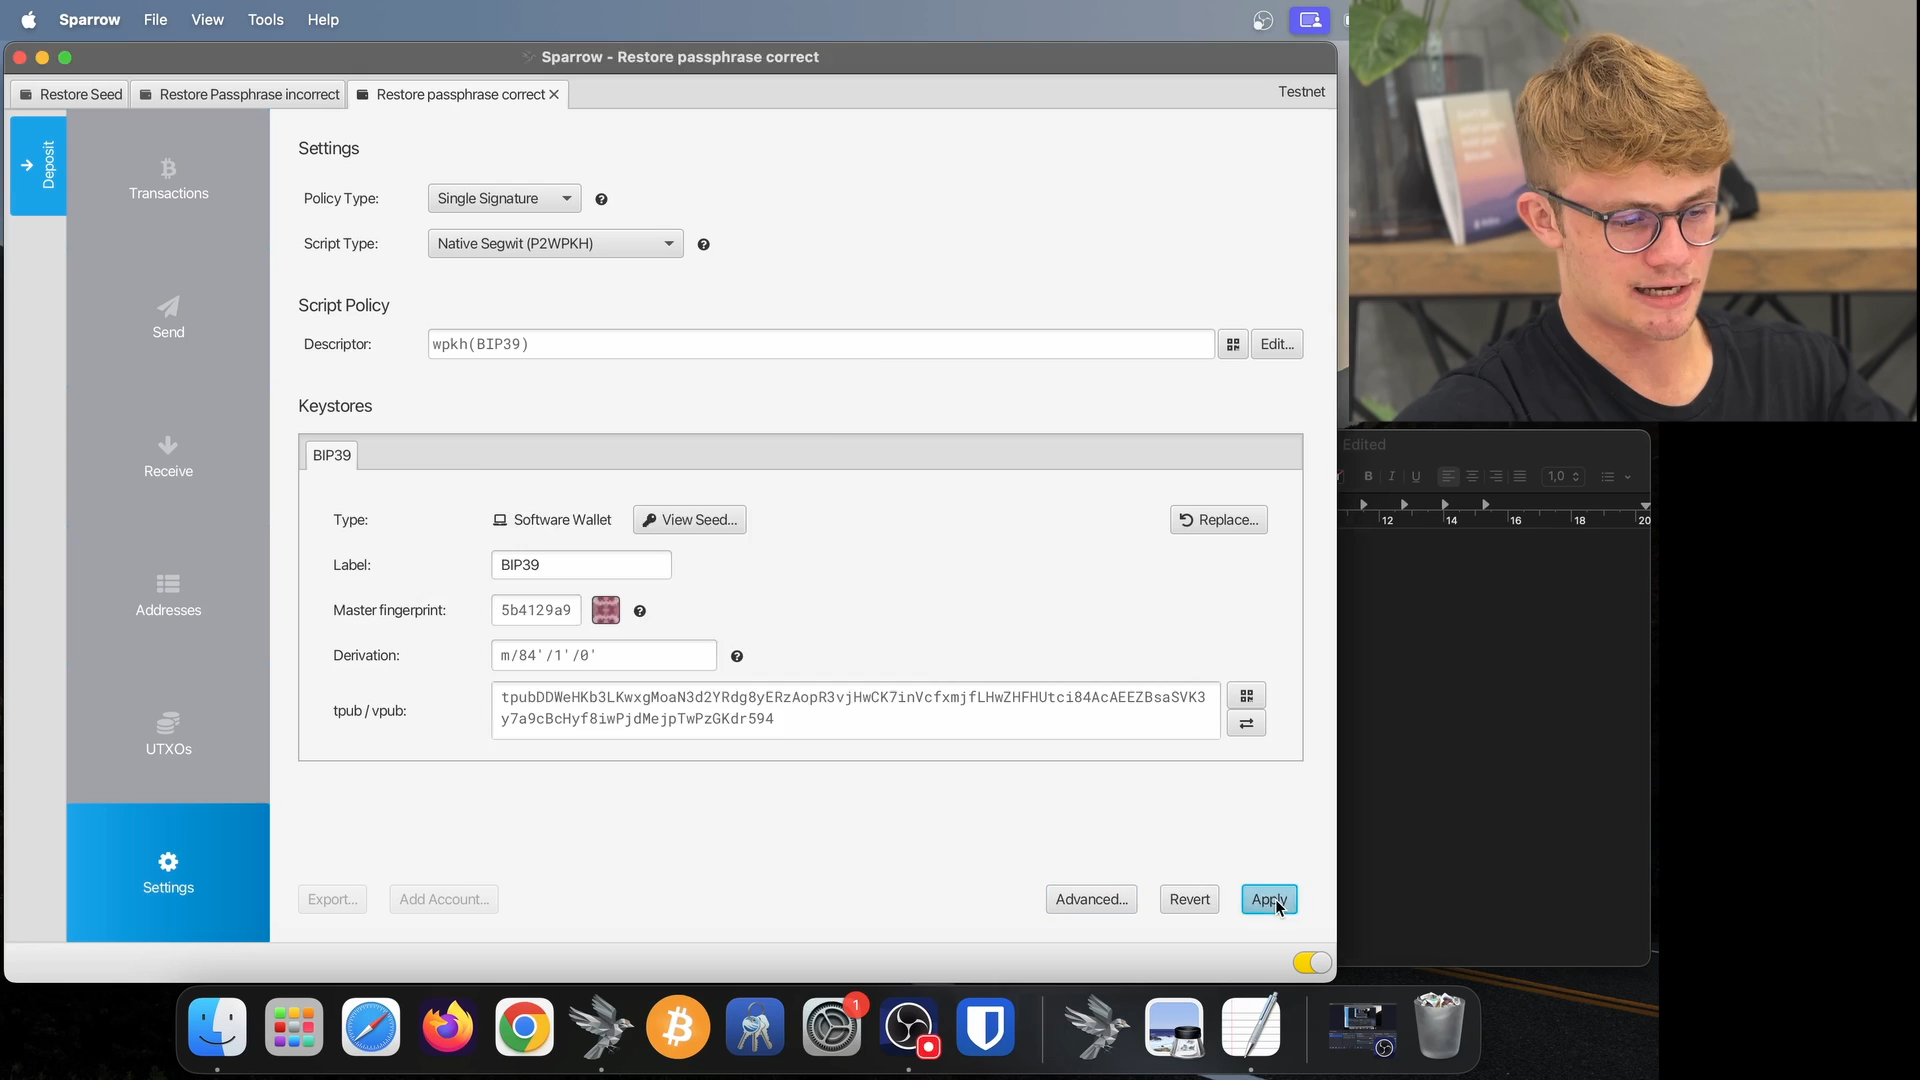 Sparrow File View Tools Help
Sparrow - Restore passphrase correct
Restore Seed Restore Passphrase incorrect Restore passphrase correct Testnet
Deposit
Transactions
Send
Receive
Addresses
UTXOs
Settings
Settings
Policy Type: Single Signature
Script Type: Native Segwit (P2WPKH)
Script Policy
Descriptor: wpkh(BIP39) Edit...
Keystores
BIP39
Type: Software Wallet View Seed... Replace...
Label: BIP39
Master fingerprint: 5b4129a9
Derivation: m/84'/1'/0'
tpub / vpub: tpubDDWeHKb3LKwxgMoaN3d2YRdg8yERzAopR3vjHwCK7inVcfxmjfLHwZHFHUtci84AcAEEZBsaSVK3
y7a9cBcHyf8iwPjdMejpTwPzGKdr594
Export... Add Account... Advanced... Revert Apply
Edited
B I U 1,0
12 14 16 18 20
1